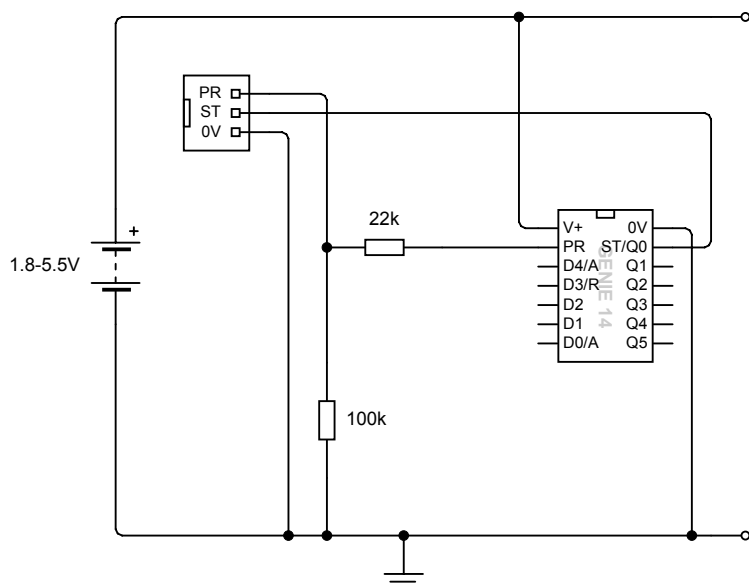 PR
ST
0V
+
1.8-5.5V
22k
100k
V+ 0V
PR ST/Q0
D4/A Q1
D3/R Q2
D2 Q3
D1 Q4
D0/A Q5
GENIE 14